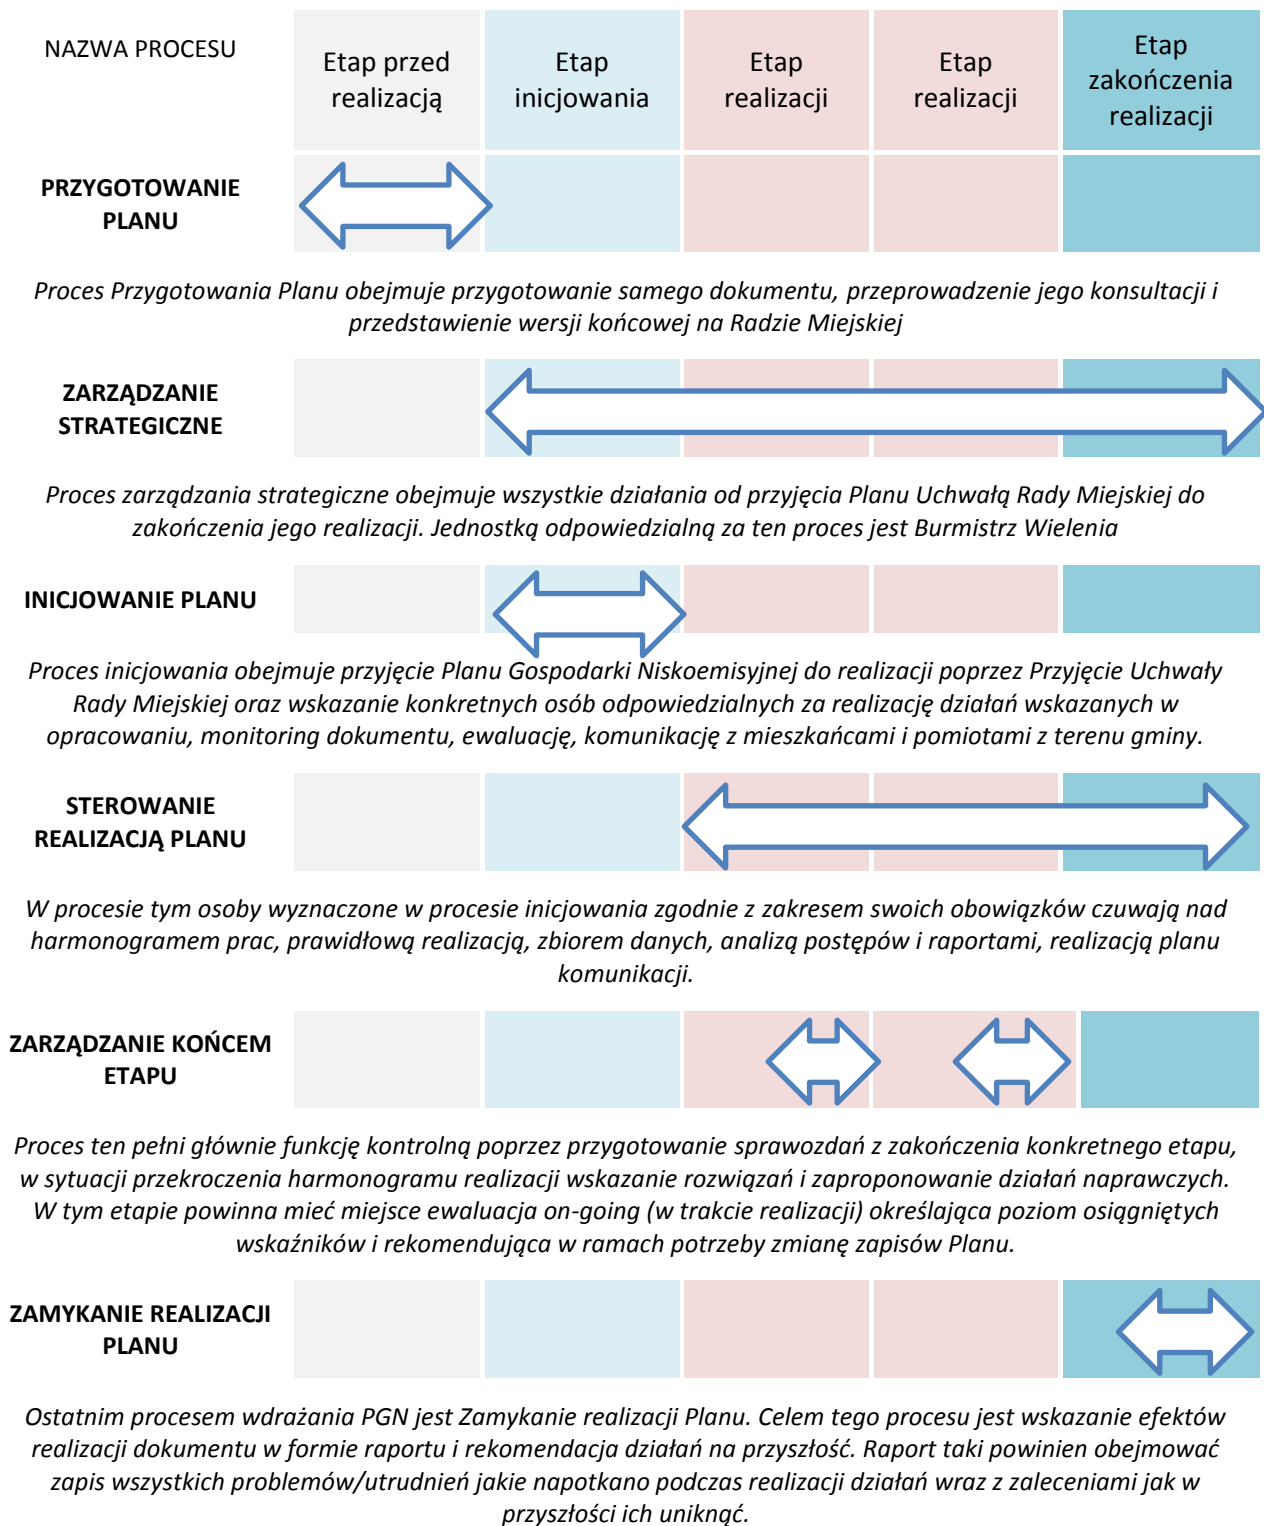 NAZWA PROCESU
Etap przed
realizacją
Etap
inicjowania
Etap
realizacji
Etap
realizacji
Etap
zakończenia
realizacji
PRZYGOTOWANIE
PLANU
Proces Przygotowania Planu obejmuje przygotowanie samego dokumentu, przeprowadzenie jego konsultacji i
przedstawienie wersji końcowej na Radzie Miejskiej
ZARZĄDZANIE
STRATEGICZNE
Proces zarządzania strategiczne obejmuje wszystkie działania od przyjęcia Planu Uchwałą Rady Miejskiej do
zakończenia jego realizacji. Jednostką odpowiedzialną za ten proces jest Burmistrz Wielenia
INICJOWANIE PLANU
Proces inicjowania obejmuje przyjęcie Planu Gospodarki Niskoemisyjnej do realizacji poprzez Przyjęcie Uchwały
Rady Miejskiej oraz wskazanie konkretnych osób odpowiedzialnych za realizację działań wskazanych w
opracowaniu, monitoring dokumentu, ewaluację, komunikację z mieszkańcami i pomiotami z terenu gminy.
STEROWANIE
REALIZACJĄ PLANU
W procesie tym osoby wyznaczone w procesie inicjowania zgodnie z zakresem swoich obowiązków czuwają nad
harmonogramem prac, prawidłową realizacją, zbiorem danych, analizą postępów i raportami, realizacją planu
komunikacji.
ZARZĄDZANIE KOŃCEM
ETAPU
Proces ten pełni głównie funkcję kontrolną poprzez przygotowanie sprawozdań z zakończenia konkretnego etapu,
w sytuacji przekroczenia harmonogramu realizacji wskazanie rozwiązań i zaproponowanie działań naprawczych.
W tym etapie powinna mieć miejsce ewaluacja on-going (w trakcie realizacji) określająca poziom osiągniętych
wskaźników i rekomendująca w ramach potrzeby zmianę zapisów Planu.
ZAMYKANIE REALIZACJI
PLANU
Ostatnim procesem wdrażania PGN jest Zamykanie realizacji Planu. Celem tego procesu jest wskazanie efektów
realizacji dokumentu w formie raportu i rekomendacja działań na przyszłość. Raport taki powinien obejmować
zapis wszystkich problemów/utrudnień jakie napotkano podczas realizacji działań wraz z zaleceniami jak w
przyszłości ich uniknąć.